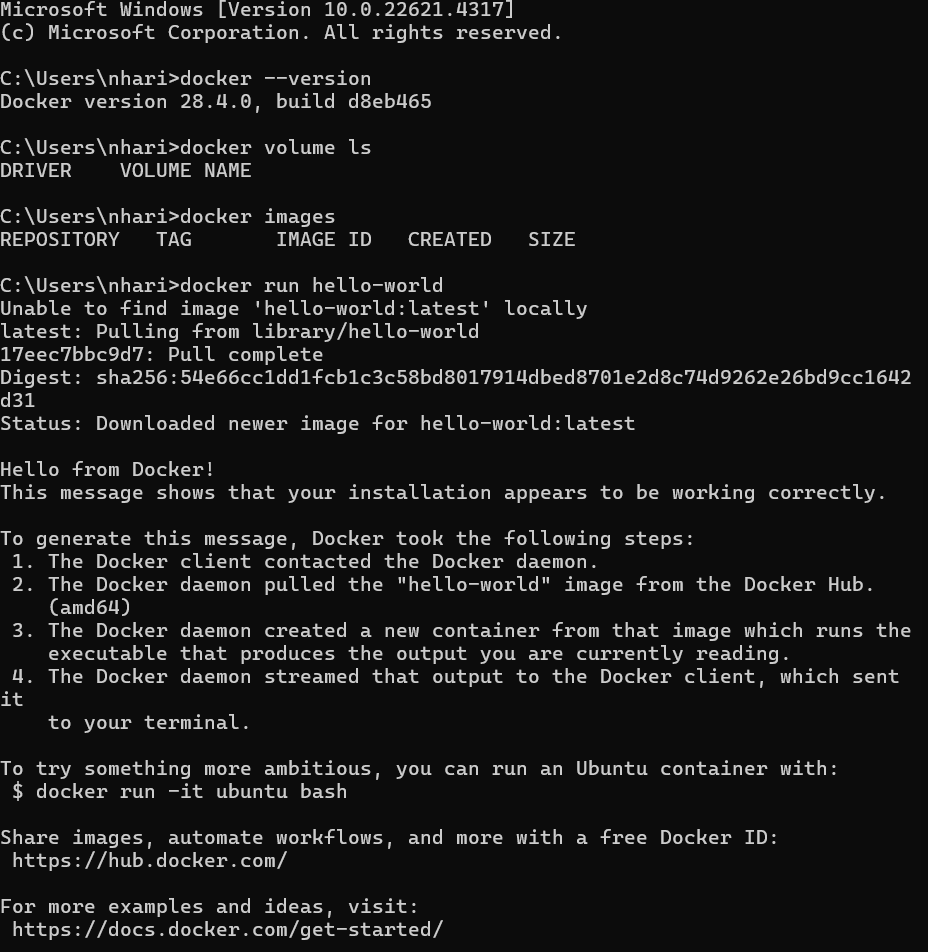 Microsoft Windows [Version 10.0.22621.4317]
(c) Microsoft Corporation. All rights reserved.
C:\Users\nhari>docker --version
Docker version 28.4.0, build d8eb465
C:\Users\nhari>docker volume ls
DRIVER    VOLUME NAME
C:\Users\nhari>docker images
REPOSITORY   TAG       IMAGE ID   CREATED   SIZE
C:\Users\nhari>docker run hello-world
Unable to find image 'hello-world:latest' locally
latest: Pulling from library/hello-world
17eec7bbc9d7: Pull complete
Digest: sha256:54e66cc1dd1fcb1c3c58bd8017914dbed8701e2d8c74d9262e26bd9cc1642
d31
Status: Downloaded newer image for hello-world:latest
Hello from Docker!
This message shows that your installation appears to be working correctly.
To generate this message, Docker took the following steps:
 1. The Docker client contacted the Docker daemon.
 2. The Docker daemon pulled the "hello-world" image from the Docker Hub.
    (amd64)
 3. The Docker daemon created a new container from that image which runs the
    executable that produces the output you are currently reading.
 4. The Docker daemon streamed that output to the Docker client, which sent
it
    to your terminal.
To try something more ambitious, you can run an Ubuntu container with:
 $ docker run -it ubuntu bash
Share images, automate workflows, and more with a free Docker ID:
 https://hub.docker.com/
For more examples and ideas, visit:
 https://docs.docker.com/get-started/